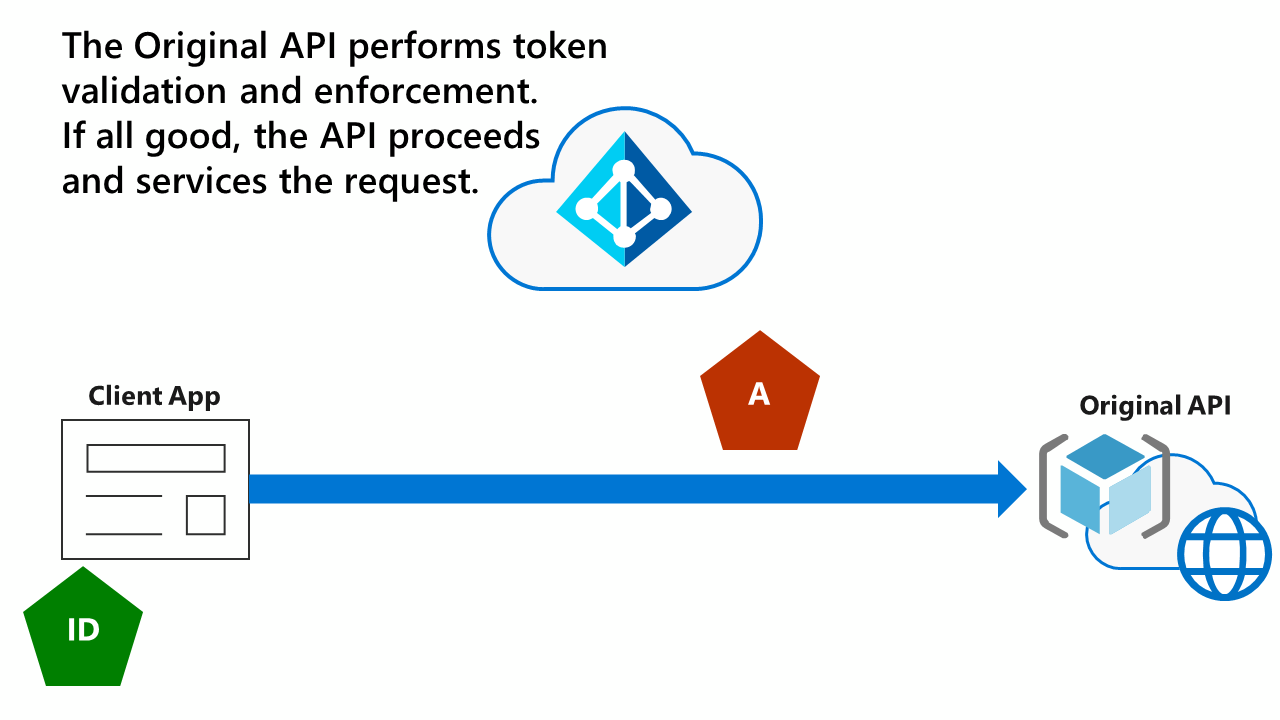 The Original API performs token
validation and enforcement.
If all good, the API proceeds
and services the request.
A
Client App
Original API
ID